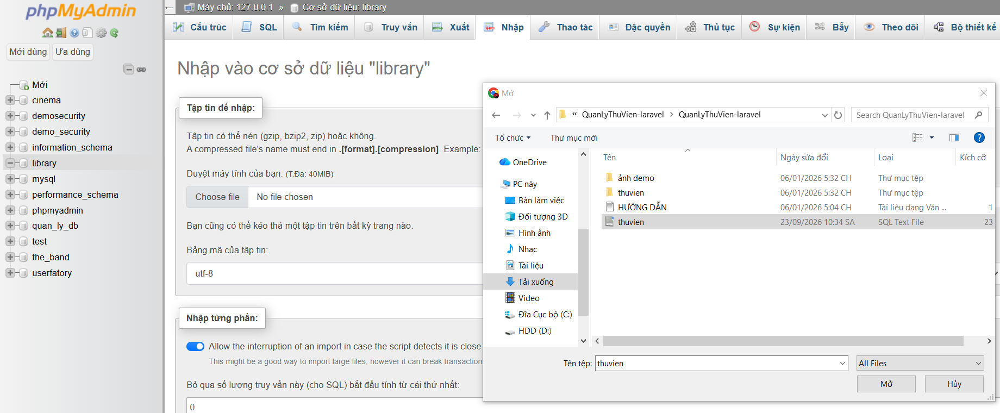 phpMyAdmin
Mới dùng
Ưa dùng
Mới
cinema
demosecurity
demo_security
information_schema
library
mysql
performance_schema
phpmyadmin
quan_ly_db
test
the_band
userfatory
Máy chủ: 127.0.0.1 » Cơ sở dữ liệu: library
Cấu trúc SQL Tìm kiếm Truy vấn Xuất Nhập Thao tác Đặc quyền Thủ tục Sự kiện Bẫy Theo dõi Bộ thiết kế
Nhập vào cơ sở dữ liệu "library"
Tập tin để nhập:
Tập tin có thể nén (gzip, bzip2, zip) hoặc không.
A compressed file's name must end in .[format].[compression]. Example:
Duyệt máy tính của bạn: (T.Đa: 40MiB)
Choose file No file chosen
Bạn cũng có thể kéo thả một tập tin trên bất kỳ trang nào.
Bảng mã của tập tin:
utf-8
Nhập từng phần:
Allow the interruption of an import in case the script detects it is close
This might be a good way to import large files, however it can break transaction
Bỏ qua số lượng truy vấn này (cho SQL) bắt đầu tính từ cái thứ nhất:
0
Mở
« QuanLyThuVien-laravel › QuanLyThuVien-laravel
Search QuanLyThuVien-laravel
Tổ chức Thư mục mới
OneDrive
PC này
Bàn làm việc
Đối tượng 3D
Hình ảnh
Nhạc
Tài liệu
Tải xuống
Video
Đĩa Cục bộ (C:)
HDD (D:)
Tên Ngày sửa đổi Loại Kích cỡ
ảnh demo 06/01/2026 5:32 CH Thư mục tệp
thuvien 06/01/2026 5:32 CH Thư mục tệp
HƯỚNG DẪN 06/01/2026 5:04 CH Tài liệu dạng Văn ... 1
thuvien 23/09/2026 10:34 SA SQL Text File 23
Tên tệp: thuvien All Files
Mở Hủy